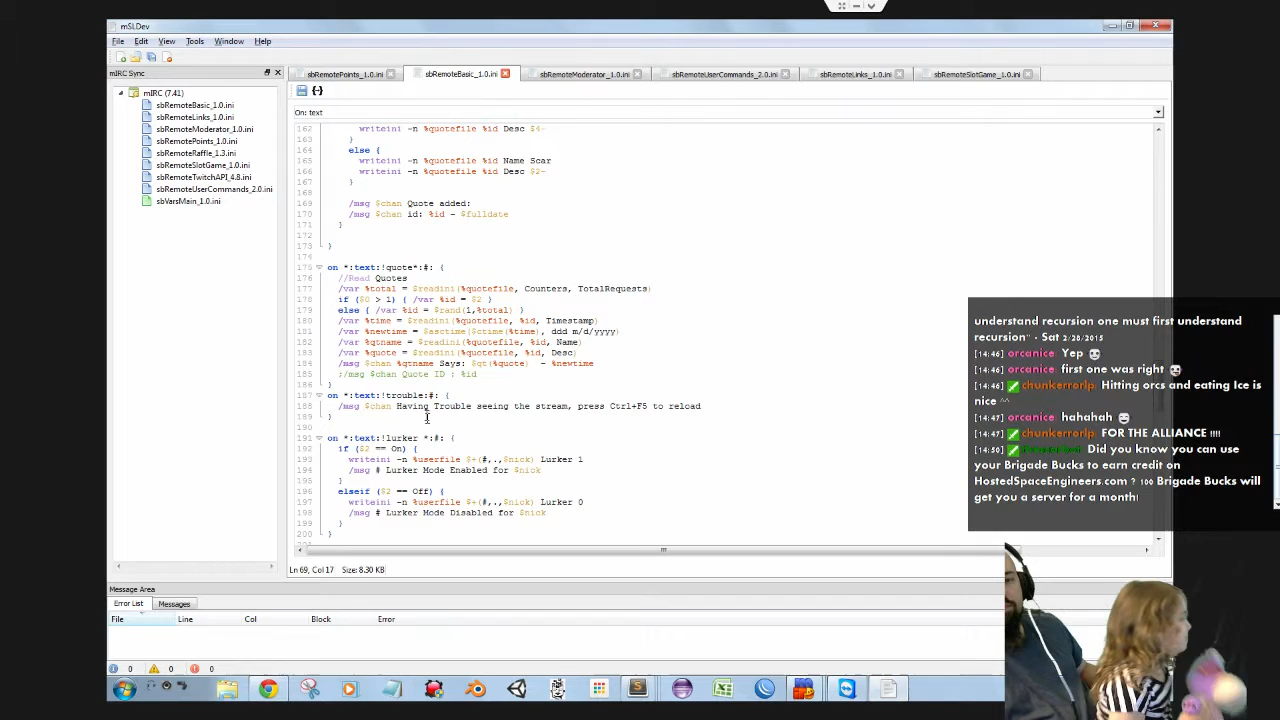 mSLDev
File Edit View Tools Window Help
mIRC Sync
mIRC (7.41)
sbRemoteBasic_1.0.ini
sbRemoteLinks_1.0.ini
sbRemoteModerator_1.0.ini
sbRemotePoints_1.0.ini
sbRemoteRaffle_1.3.ini
sbRemoteSlotGame_1.0.ini
sbRemoteTwitchAPI_4.8.ini
sbRemoteUserCommands_2.0.ini
sbVarsMain_1.0.ini
sbRemotePoints_1.0.ini sbRemoteBasic_1.0.ini sbRemoteModerator_1.0.ini sbRemoteUserCommands_2.0.ini sbRemoteLinks_1.0.ini sbRemoteSlotGame_1.0.ini
On: text
162 writeini -n %quotefile %id Desc $4-
163 }
164 else {
165 writeini -n %quotefile %id Name Scar
166 writeini -n %quotefile %id Desc $2-
167 }
168
169 /msg $chan Quote added:
170 /msg $chan id: %id - $fulldate
171 }
172
173 }
174
175 on *:text:!quote*:#: {
176 //Read Quotes
177 /var %total = $readini(%quotefile, Counters, TotalRequests)
178 if ($0 > 1) { /var %id = $2 }
179 else { /var %id = $rand(1,%total) }
180 /var %time = $readini(%quotefile, %id, Timestamp)
181 /var %newtime = $asctime($ctime(%time), ddd m/d/yyyy)
182 /var %qtname = $readini(%quotefile, %id, Name)
183 /var %quote = $readini(%quotefile, %id, Desc)
184 /msg $chan %qtname Says: $qt(%quote) - %newtime
185 ;/msg $chan Quote ID : %id
186 }
187 on *:text:!trouble:#: {
188 /msg $chan Having Trouble seeing the stream, press Ctrl+F5 to reload
189 }
190
191 on *:text:!lurker *:#: {
192 if ($2 == On) {
193 writeini -n %userfile $+(#,.,$nick) Lurker 1
194 /msg # Lurker Mode Enabled for $nick
195 }
196 elseif ($2 == Off) {
197 writeini -n %userfile $+(#,.,$nick) Lurker 0
198 /msg # Lurker Mode Disabled for $nick
199 }
200 }
Ln 69, Col 17 Size: 8.30 KB
Message Area
Error List Messages
File Line Col Block Error
0 0 0
understand recursion one must first understand
recursion" - Sat 2/28/2015
[14:46] orcanice: Yep
[14:46] orcanice: first one was right
[14:46] chunkerrorlp: Hitting orcs and eating Ice is
nice ^^
[14:47] orcanice: hahahah
[14:47] chunkerrorlp: FOR THE ALLIANCE !!!!
[14:50] Did you know you can use
your Brigade Bucks to earn credit on
HostedSpaceEngineers.com ? 100 Brigade Bucks will
get you a server for a month!